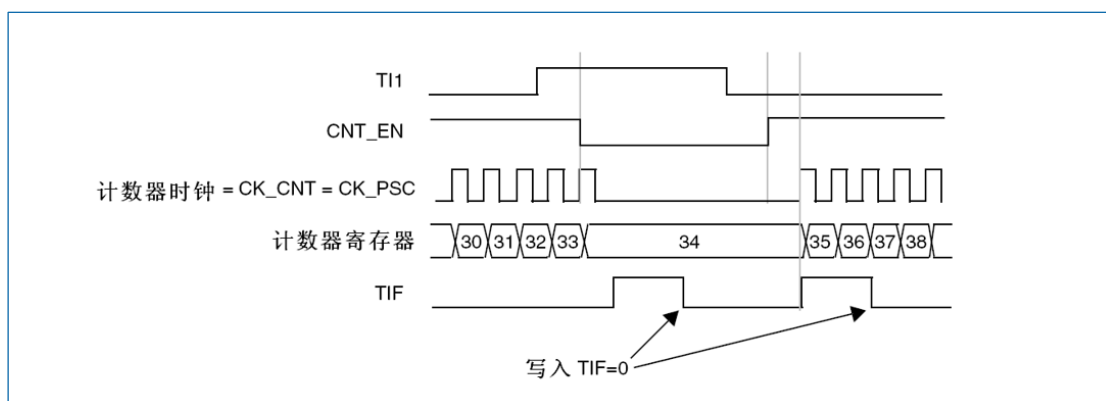 TI1
CNT_EN
计数器时钟 = CK_CNT = CK_PSC
计数器寄存器 30 31 32 33 34 35 36 37 38
TIF
写入 TIF=0